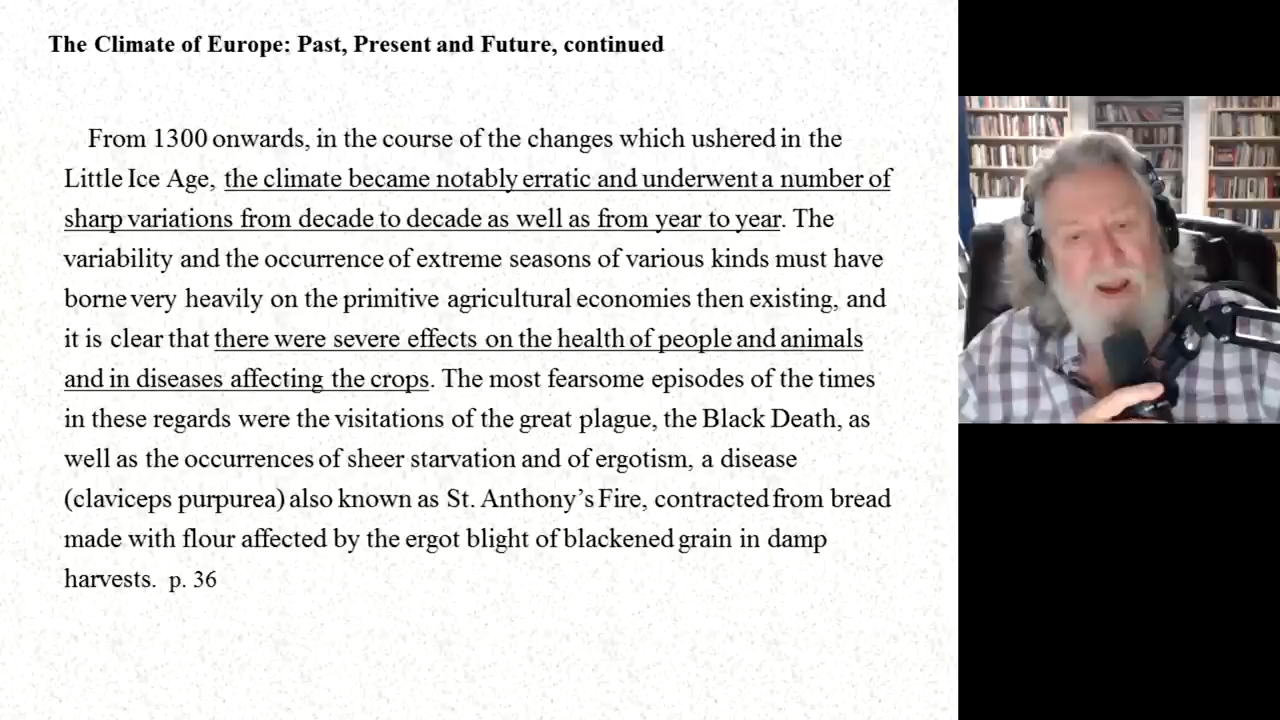 The Climate of Europe: Past, Present and Future, continued
From 1300 onwards, in the course of the changes which ushered in the
Little Ice Age, the climate became notably erratic and underwent a number of
sharp variations from decade to decade as well as from year to year. The
variability and the occurrence of extreme seasons of various kinds must have
borne very heavily on the primitive agricultural economies then existing, and
it is clear that there were severe effects on the health of people and animals
and in diseases affecting the crops. The most fearsome episodes of the times
in these regards were the visitations of the great plague, the Black Death, as
well as the occurrences of sheer starvation and of ergotism, a disease
(claviceps purpurea) also known as St. Anthony's Fire, contracted from bread
made with flour affected by the ergot blight of blackened grain in damp
harvests. p. 36